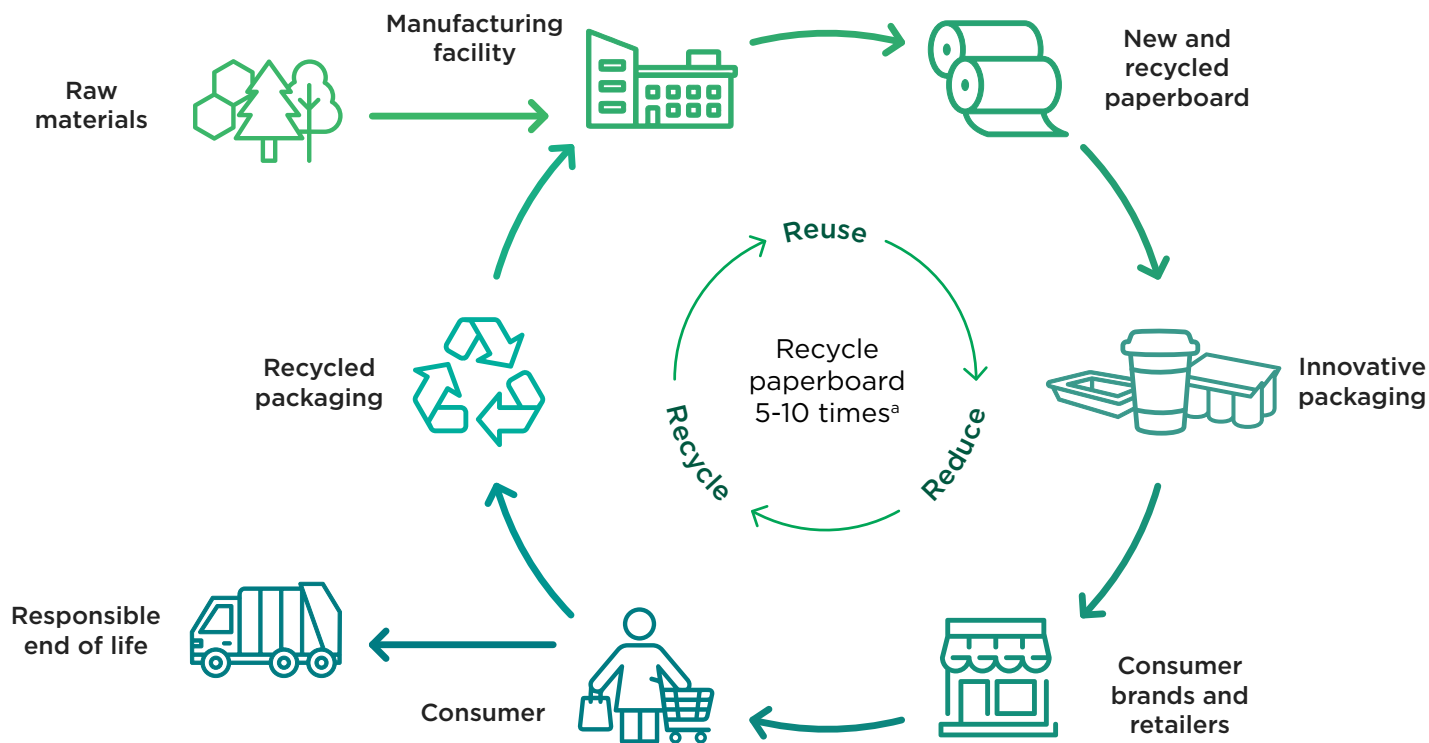 Manufacturing
facility
New and
recycled
paperboard
Raw
materials
Reuse
Recycle
paperboard
5-10 timesᵃ
Reduce
Recycle
Recycled
packaging
Innovative
packaging
Responsible
end of life
Consumer
Consumer
brands and
retailers